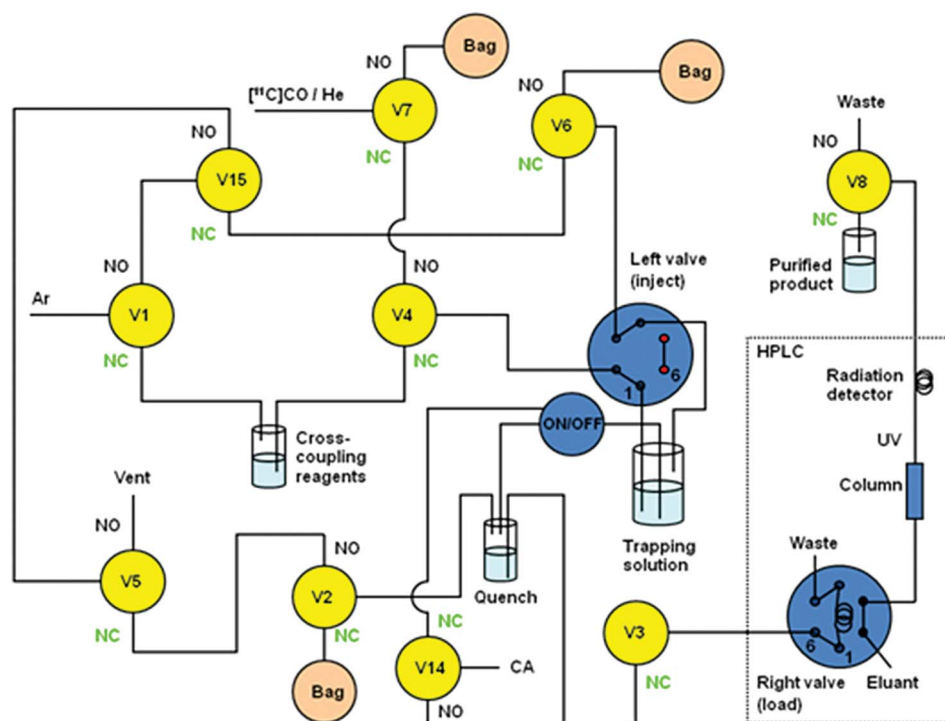 Bag
NO
[¹¹C]CO / He
V7
NC
Bag
NO
V6
NC
Waste
NO
V8
NC
Purified
product
NO
V15
NC
Left valve
(inject)
NO
Ar
V1
NC
NO
V4
NC
1
6
HPLC
Radiation
detector
UV
Column
ON/OFF
Cross-
coupling
reagents
Vent
NO
V5
NC
NO
V2
NC
Bag
Quench
Trapping
solution
NC
V14
CA
NO
V3
NC
Waste
6
1
Right valve
(load)
Eluant